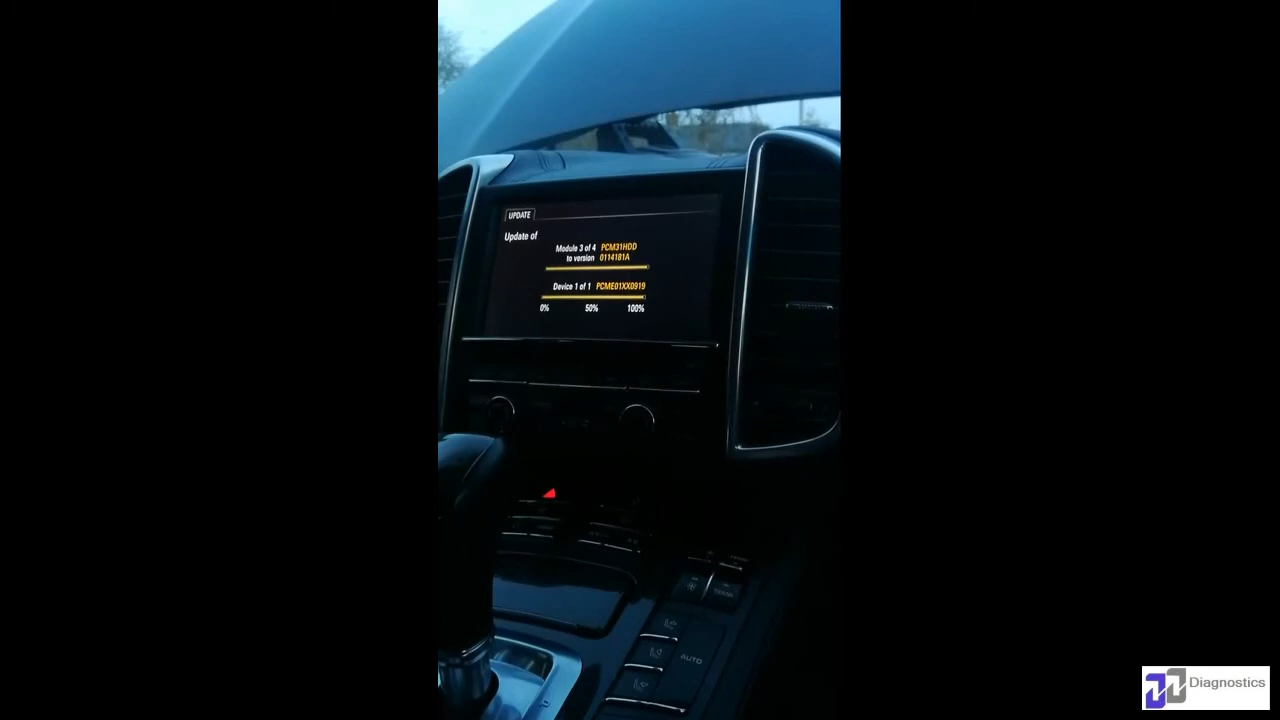 UPDATE
Update of
Module 3 of 4 PCM31HDD
to version 0114181A
Device 1 of 1 PCME01XX0919
0% 50% 100%
AUTO
Diagnostics